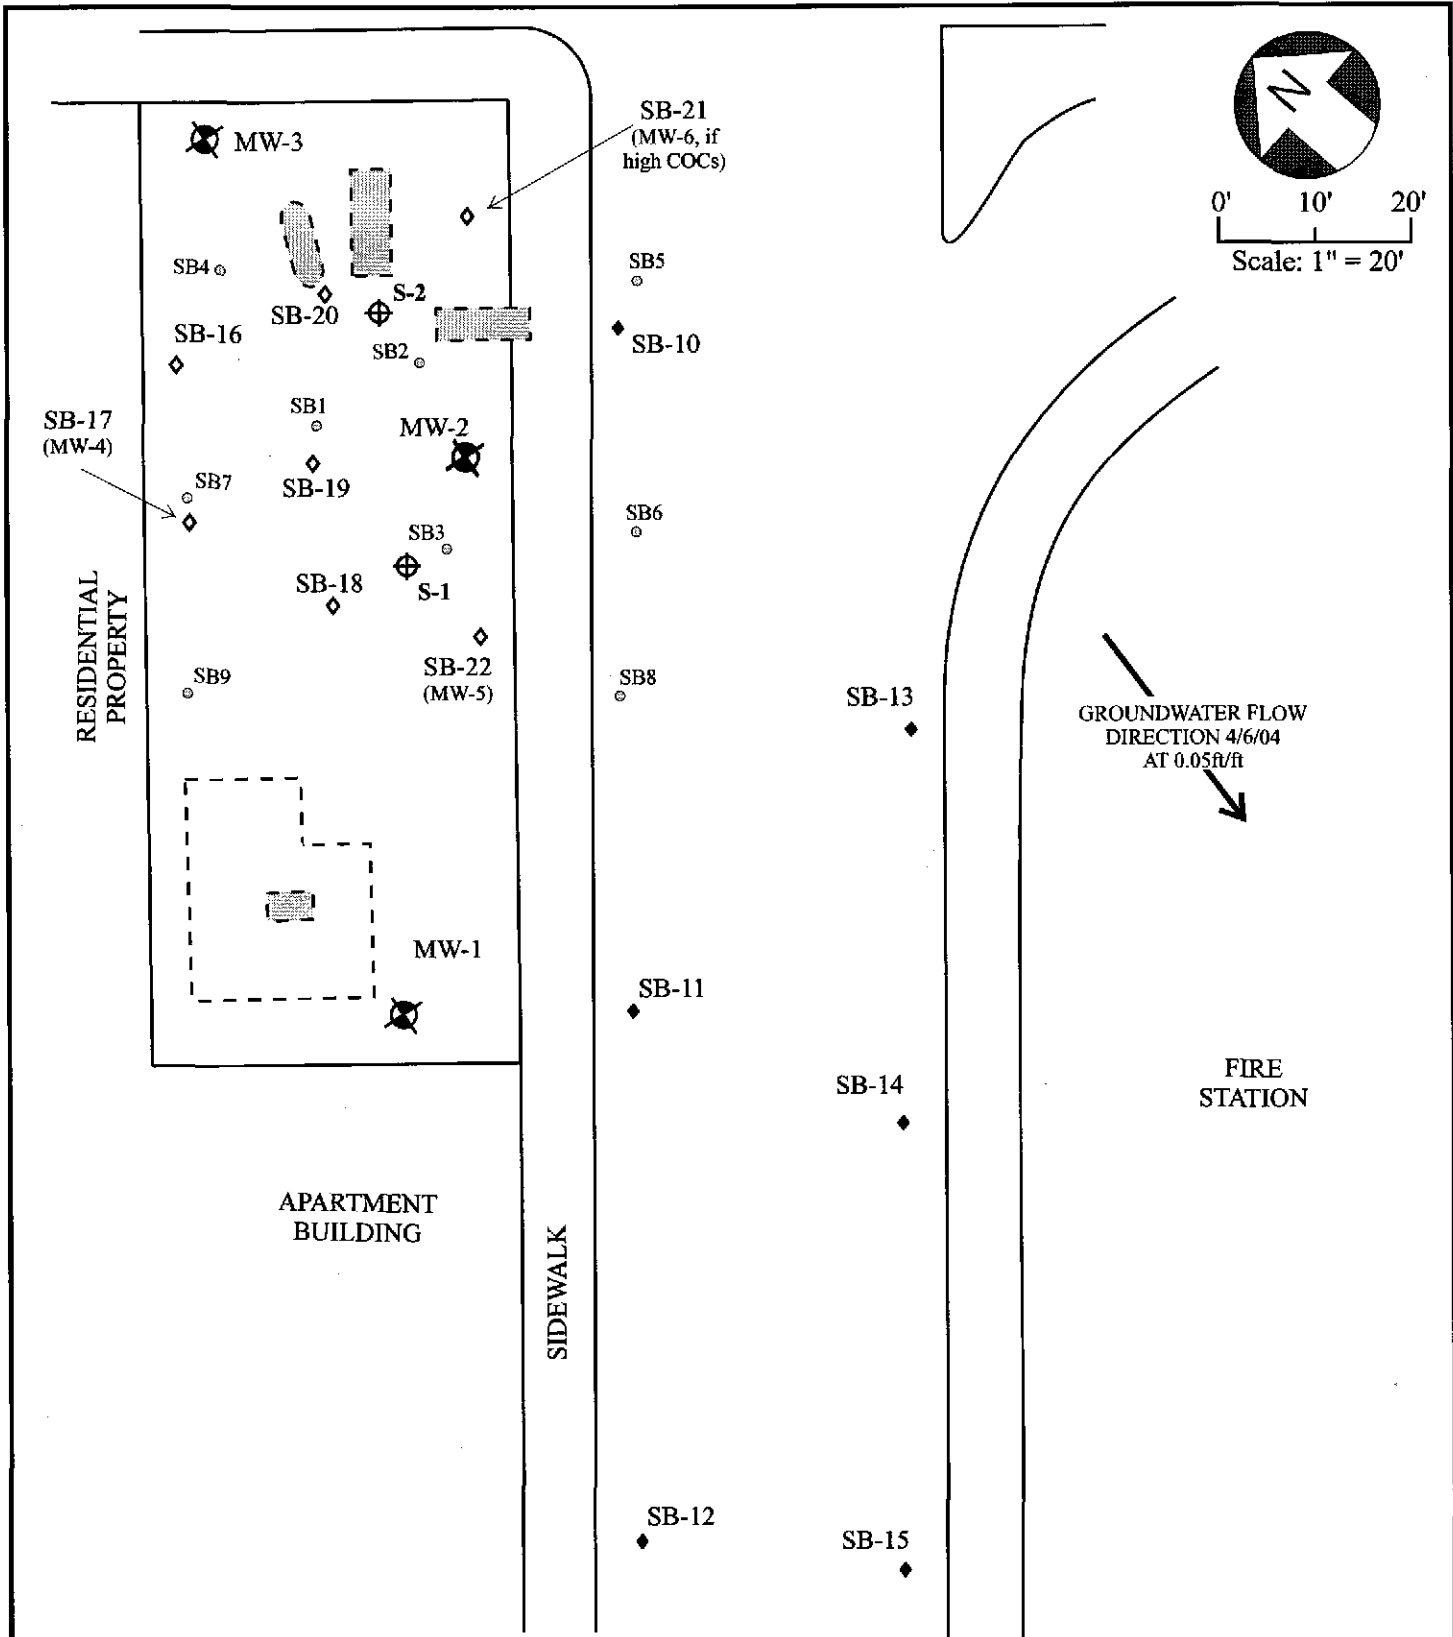 SB-21
(MW-6, if
high COCs)
MW-3
N
0' 10' 20'
Scale: 1" = 20'
SB4
SB5
S-2
SB-20
SB-16
SB-10
SB2
SB1
MW-2
SB-17
(MW-4)
SB7
SB-19
SB6
SB3
SB-18
S-1
RESIDENTIAL
PROPERTY
SB-22
(MW-5)
SB9
SB8
SB-13
GROUNDWATER FLOW
DIRECTION 4/6/04
AT 0.05ft/ft
MW-1
SB-11
SB-14
FIRE
STATION
APARTMENT
BUILDING
SIDEWALK
SB-12
SB-15